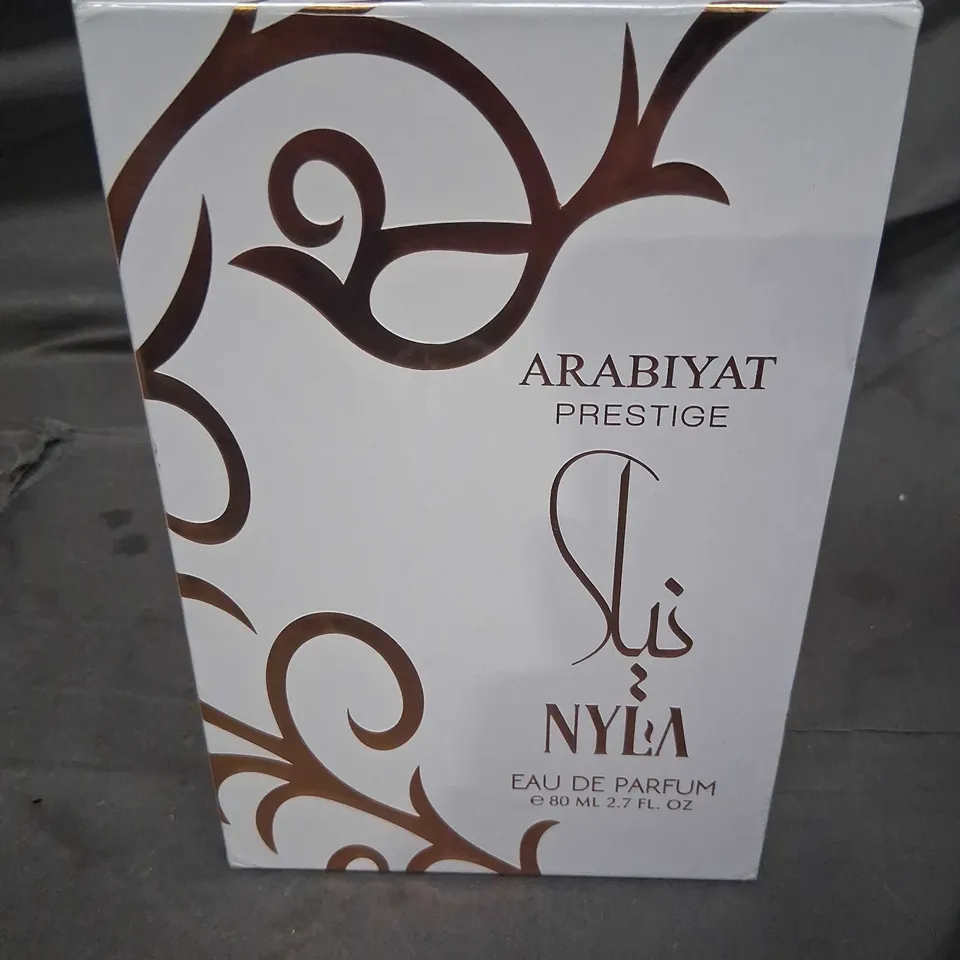 ARABIYAT
PRESTIGE
نيلا
NYLA
EAU DE PARFUM
℮ 80 ML 2.7 FL. OZ